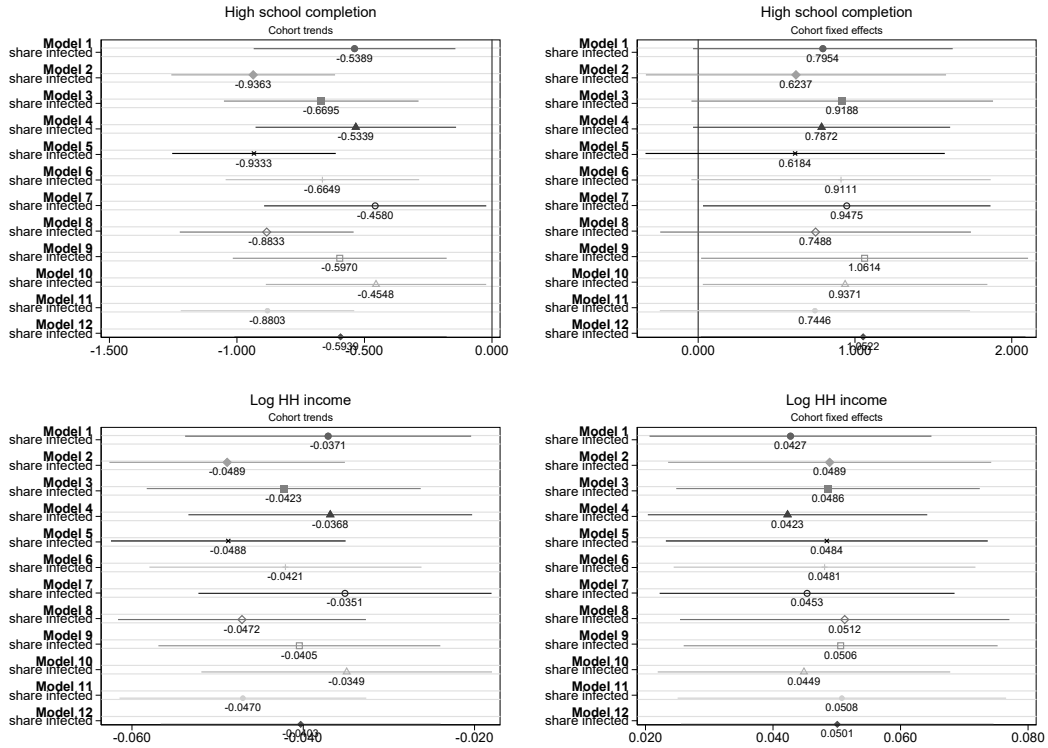 High school completion
Cohort trends
Model 1
share infected
-0.5389
Model 2
share infected
-0.9363
Model 3
share infected
-0.6695
Model 4
share infected
-0.5339
Model 5
share infected
-0.9333
Model 6
share infected
-0.6649
Model 7
share infected
-0.4580
Model 8
share infected
-0.8833
Model 9
share infected
-0.5970
Model 10
share infected
-0.4548
Model 11
share infected
-0.8803
Model 12
share infected
-1.500 -1.000 -0.500 0.000
High school completion
Cohort fixed effects
Model 1
share infected
0.7954
Model 2
share infected
0.6237
Model 3
share infected
0.9188
Model 4
share infected
0.7872
Model 5
share infected
0.6184
Model 6
share infected
0.9111
Model 7
share infected
0.9475
Model 8
share infected
0.7488
Model 9
share infected
1.0614
Model 10
share infected
0.9371
Model 11
share infected
0.7446
Model 12
share infected
0.000 1.000 2.000
Log HH income
Cohort trends
Model 1
share infected
-0.0371
Model 2
share infected
-0.0489
Model 3
share infected
-0.0423
Model 4
share infected
-0.0368
Model 5
share infected
-0.0488
Model 6
share infected
-0.0421
Model 7
share infected
-0.0351
Model 8
share infected
-0.0472
Model 9
share infected
-0.0405
Model 10
share infected
-0.0349
Model 11
share infected
-0.0470
Model 12
share infected
-0.060 -0.040 -0.020
Log HH income
Cohort fixed effects
Model 1
share infected
0.0427
Model 2
share infected
0.0489
Model 3
share infected
0.0486
Model 4
share infected
0.0423
Model 5
share infected
0.0484
Model 6
share infected
0.0481
Model 7
share infected
0.0453
Model 8
share infected
0.0512
Model 9
share infected
0.0506
Model 10
share infected
0.0449
Model 11
share infected
0.0508
Model 12
share infected
0.0501
0.020 0.040 0.060 0.080